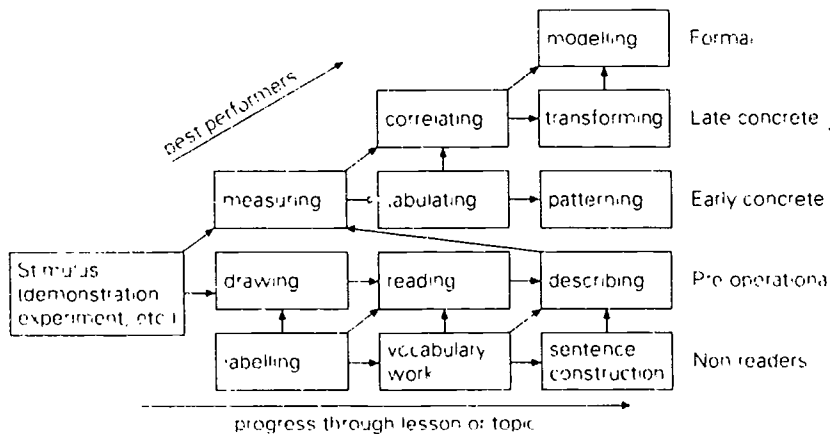 modelling Formal
best performers
correlating transforming Late concrete
measuring tabulating patterning Early concrete
Stimulus
(demonstration
experiment, etc.)
drawing reading describing Pre operational
labelling vocabulary
work sentence
construction Non readers
progress through lesson or topic